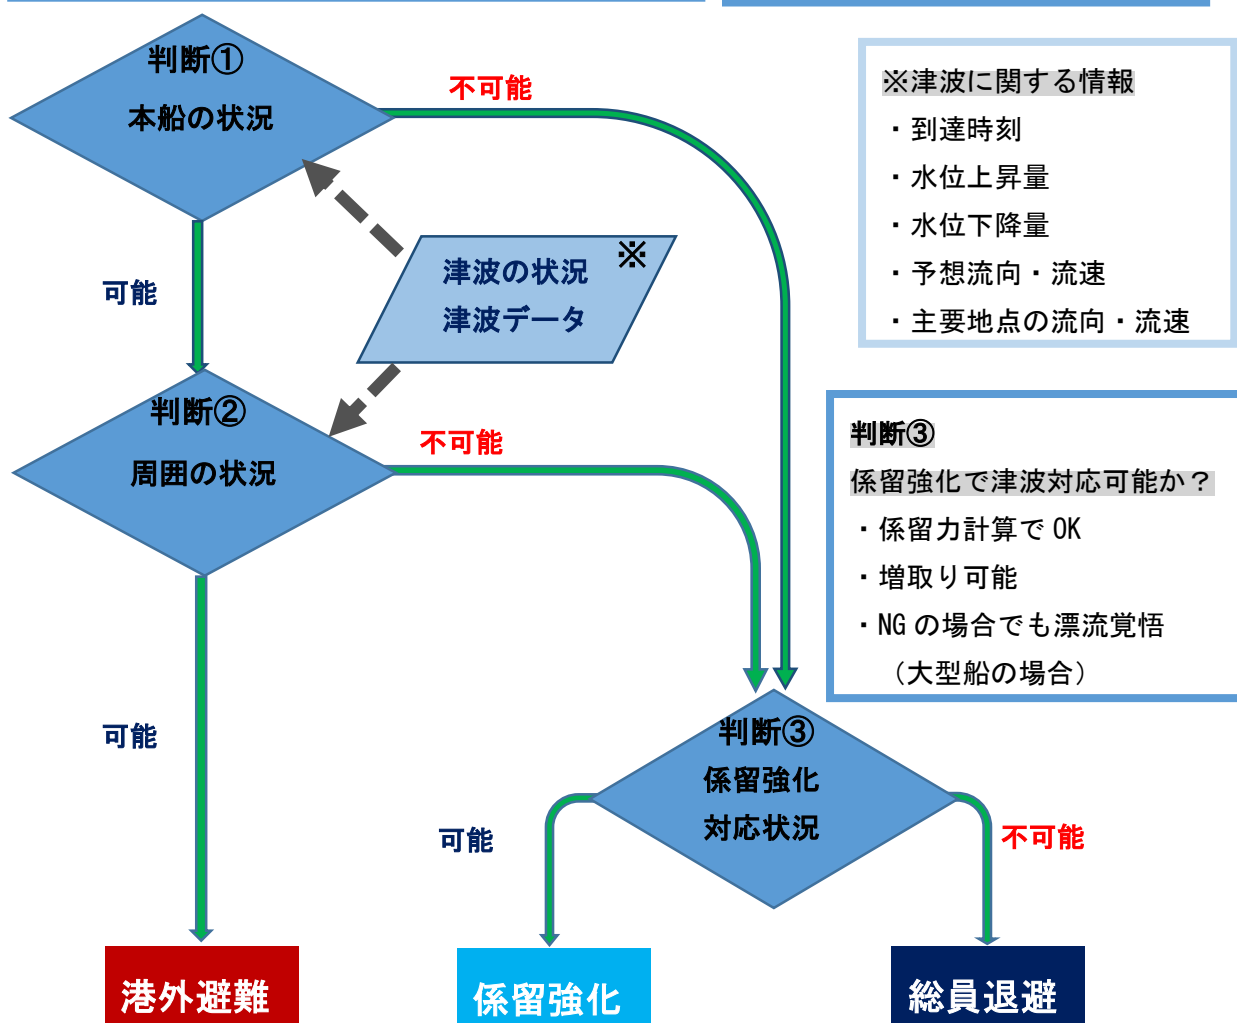 判断①
本船の状況
不可能
※津波に関する情報
・到達時刻
・水位上昇量
・水位下降量
・予想流向・流速
・主要地点の流向・流速
※
津波の状況
津波データ
可能
判断②
周囲の状況
不可能
判断③
係留強化で津波対応可能か？
・係留力計算で OK
・増取り可能
・NG の場合でも漂流覚悟
（大型船の場合）
可能
判断③
係留強化
対応状況
可能
不可能
港外避難
係留強化
総員退避